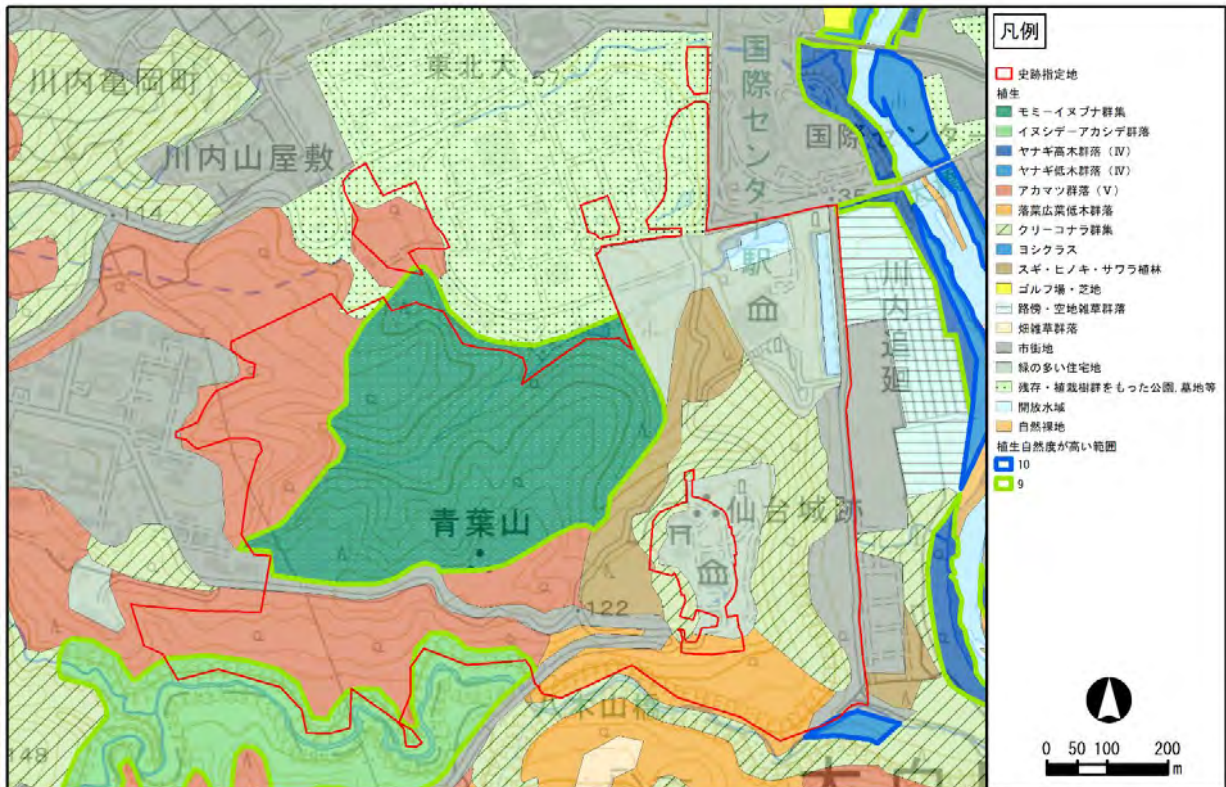 川内亀岡町
東北大
57
国際センター駅
国際センター
川内山屋敷
114
35
川内追廻
仙台城跡
青葉山
122
八木山橋
148
凡例
史跡指定地
植生
モミーイヌブナ群集
イヌシデーアカシデ群落
ヤナギ高木群落（Ⅳ）
ヤナギ低木群落（Ⅳ）
アカマツ群落（Ⅴ）
落葉広葉低木群落
クリーコナラ群集
ヨシクラス
スギ・ヒノキ・サワラ植林
ゴルフ場・芝地
路傍・空地雑草群落
畑雑草群落
市街地
緑の多い住宅地
残存・植栽樹群をもった公園、墓地等
開放水域
自然裸地
植生自然度が高い範囲
10
9
0 50 100 200
m